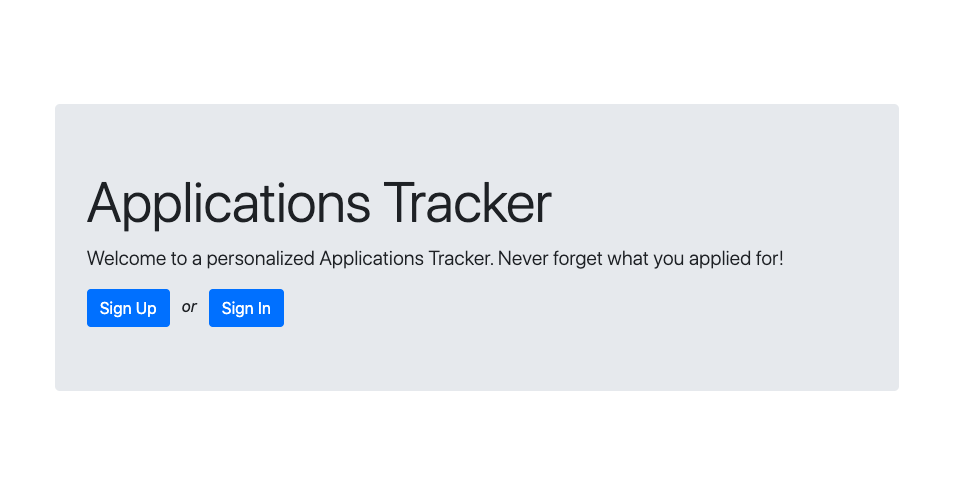 Applications Tracker
Welcome to a personalized Applications Tracker. Never forget what you applied for!
Sign Up or Sign In